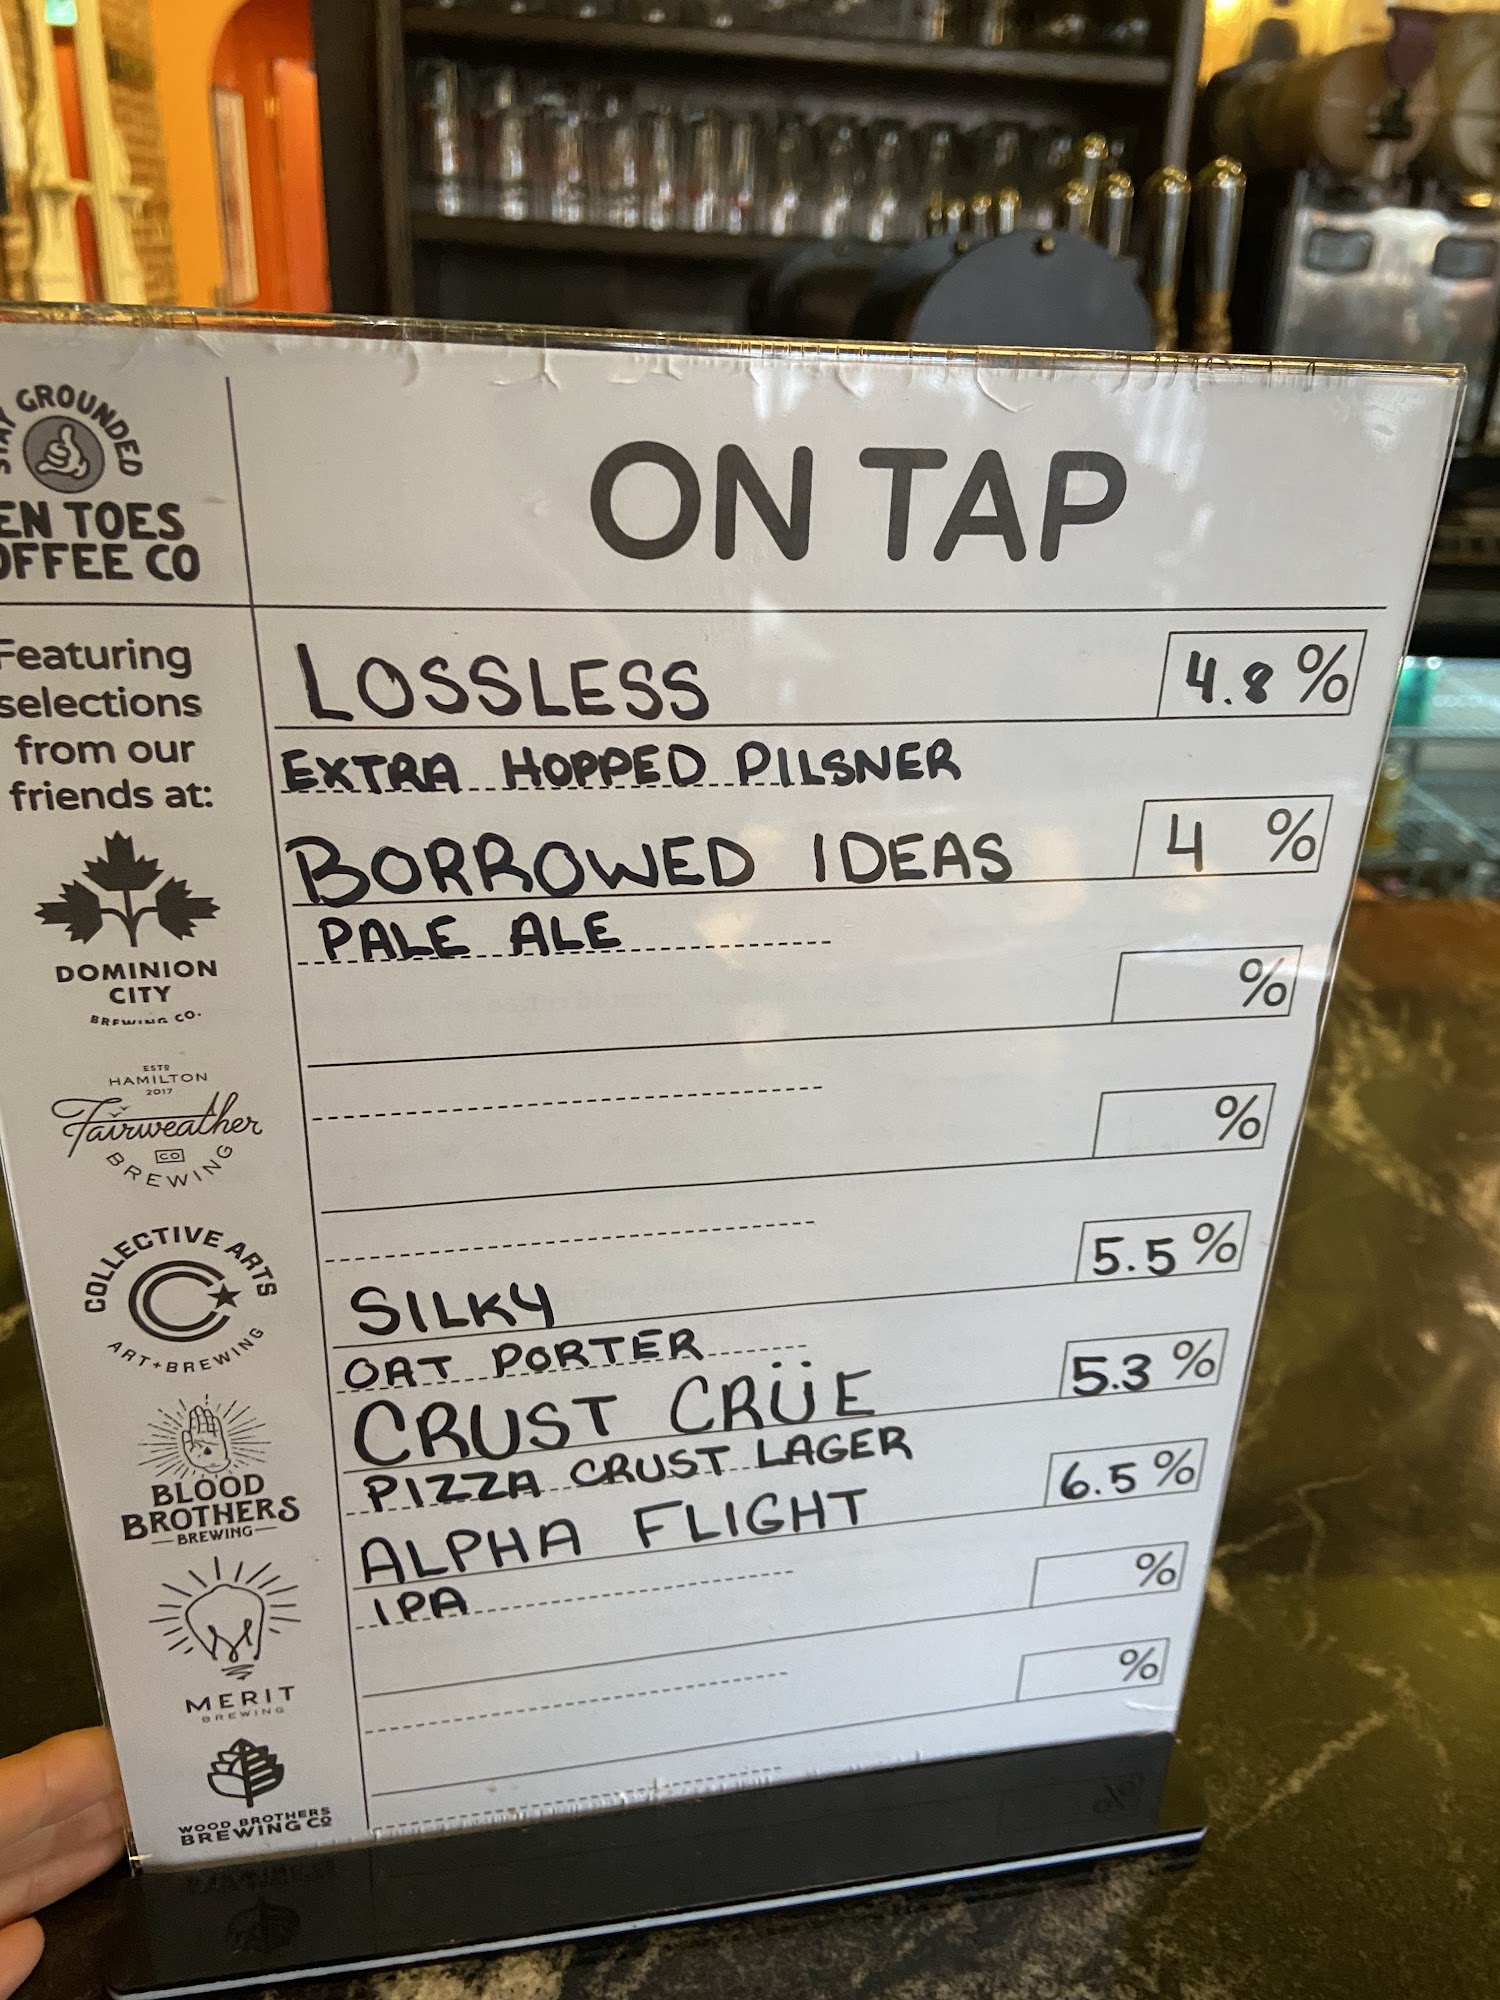 STAY GROUNDED
EN TOES
OFFEE CO
ON TAP
Featuring
selections
from our
friends at:
DOMINION
CITY
BREWING CO.
ESTD
HAMILTON
2017
Fairweather
CO
BREWING
COLLECTIVE ARTS
ART+BREWING
BLOOD
BROTHERS
BREWING
MERIT
BREWING
WOOD BROTHERS
BREWING CO
LOSSLESS 4.8 %
EXTRA HOPPED PILSNER
BORROWED IDEAS 4 %
PALE ALE
%
%
SILKY 5.5 %
OAT PORTER
CRUST CRÜE 5.3 %
PIZZA CRUST LAGER
ALPHA FLIGHT 6.5 %
IPA
%
%